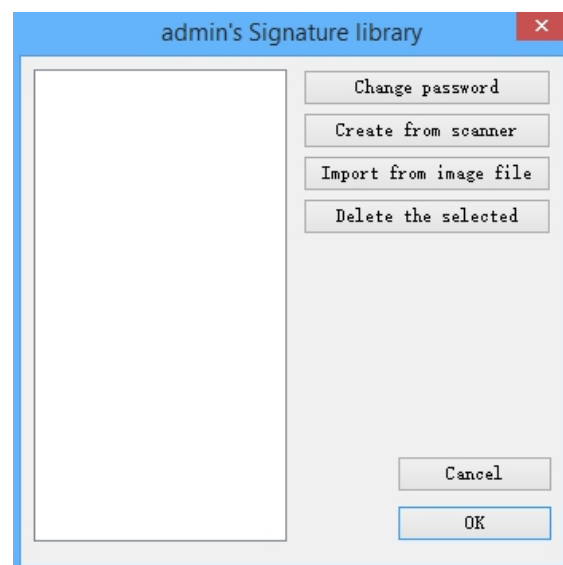 admin's Signature library
Change password
Create from scanner
Import from image file
Delete the selected
Cancel
OK